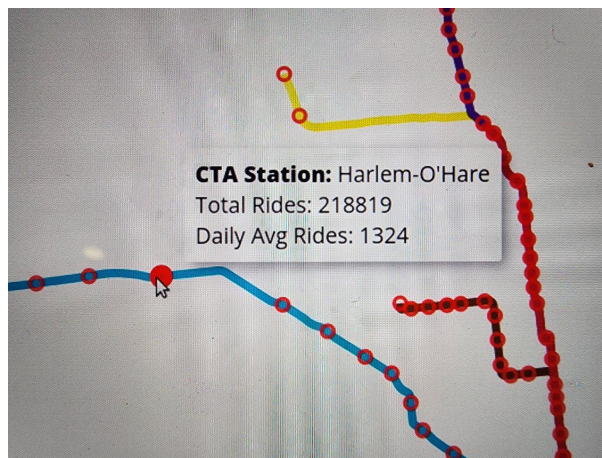 CTA Station: Harlem-O'Hare
Total Rides: 218819
Daily Avg Rides: 1324